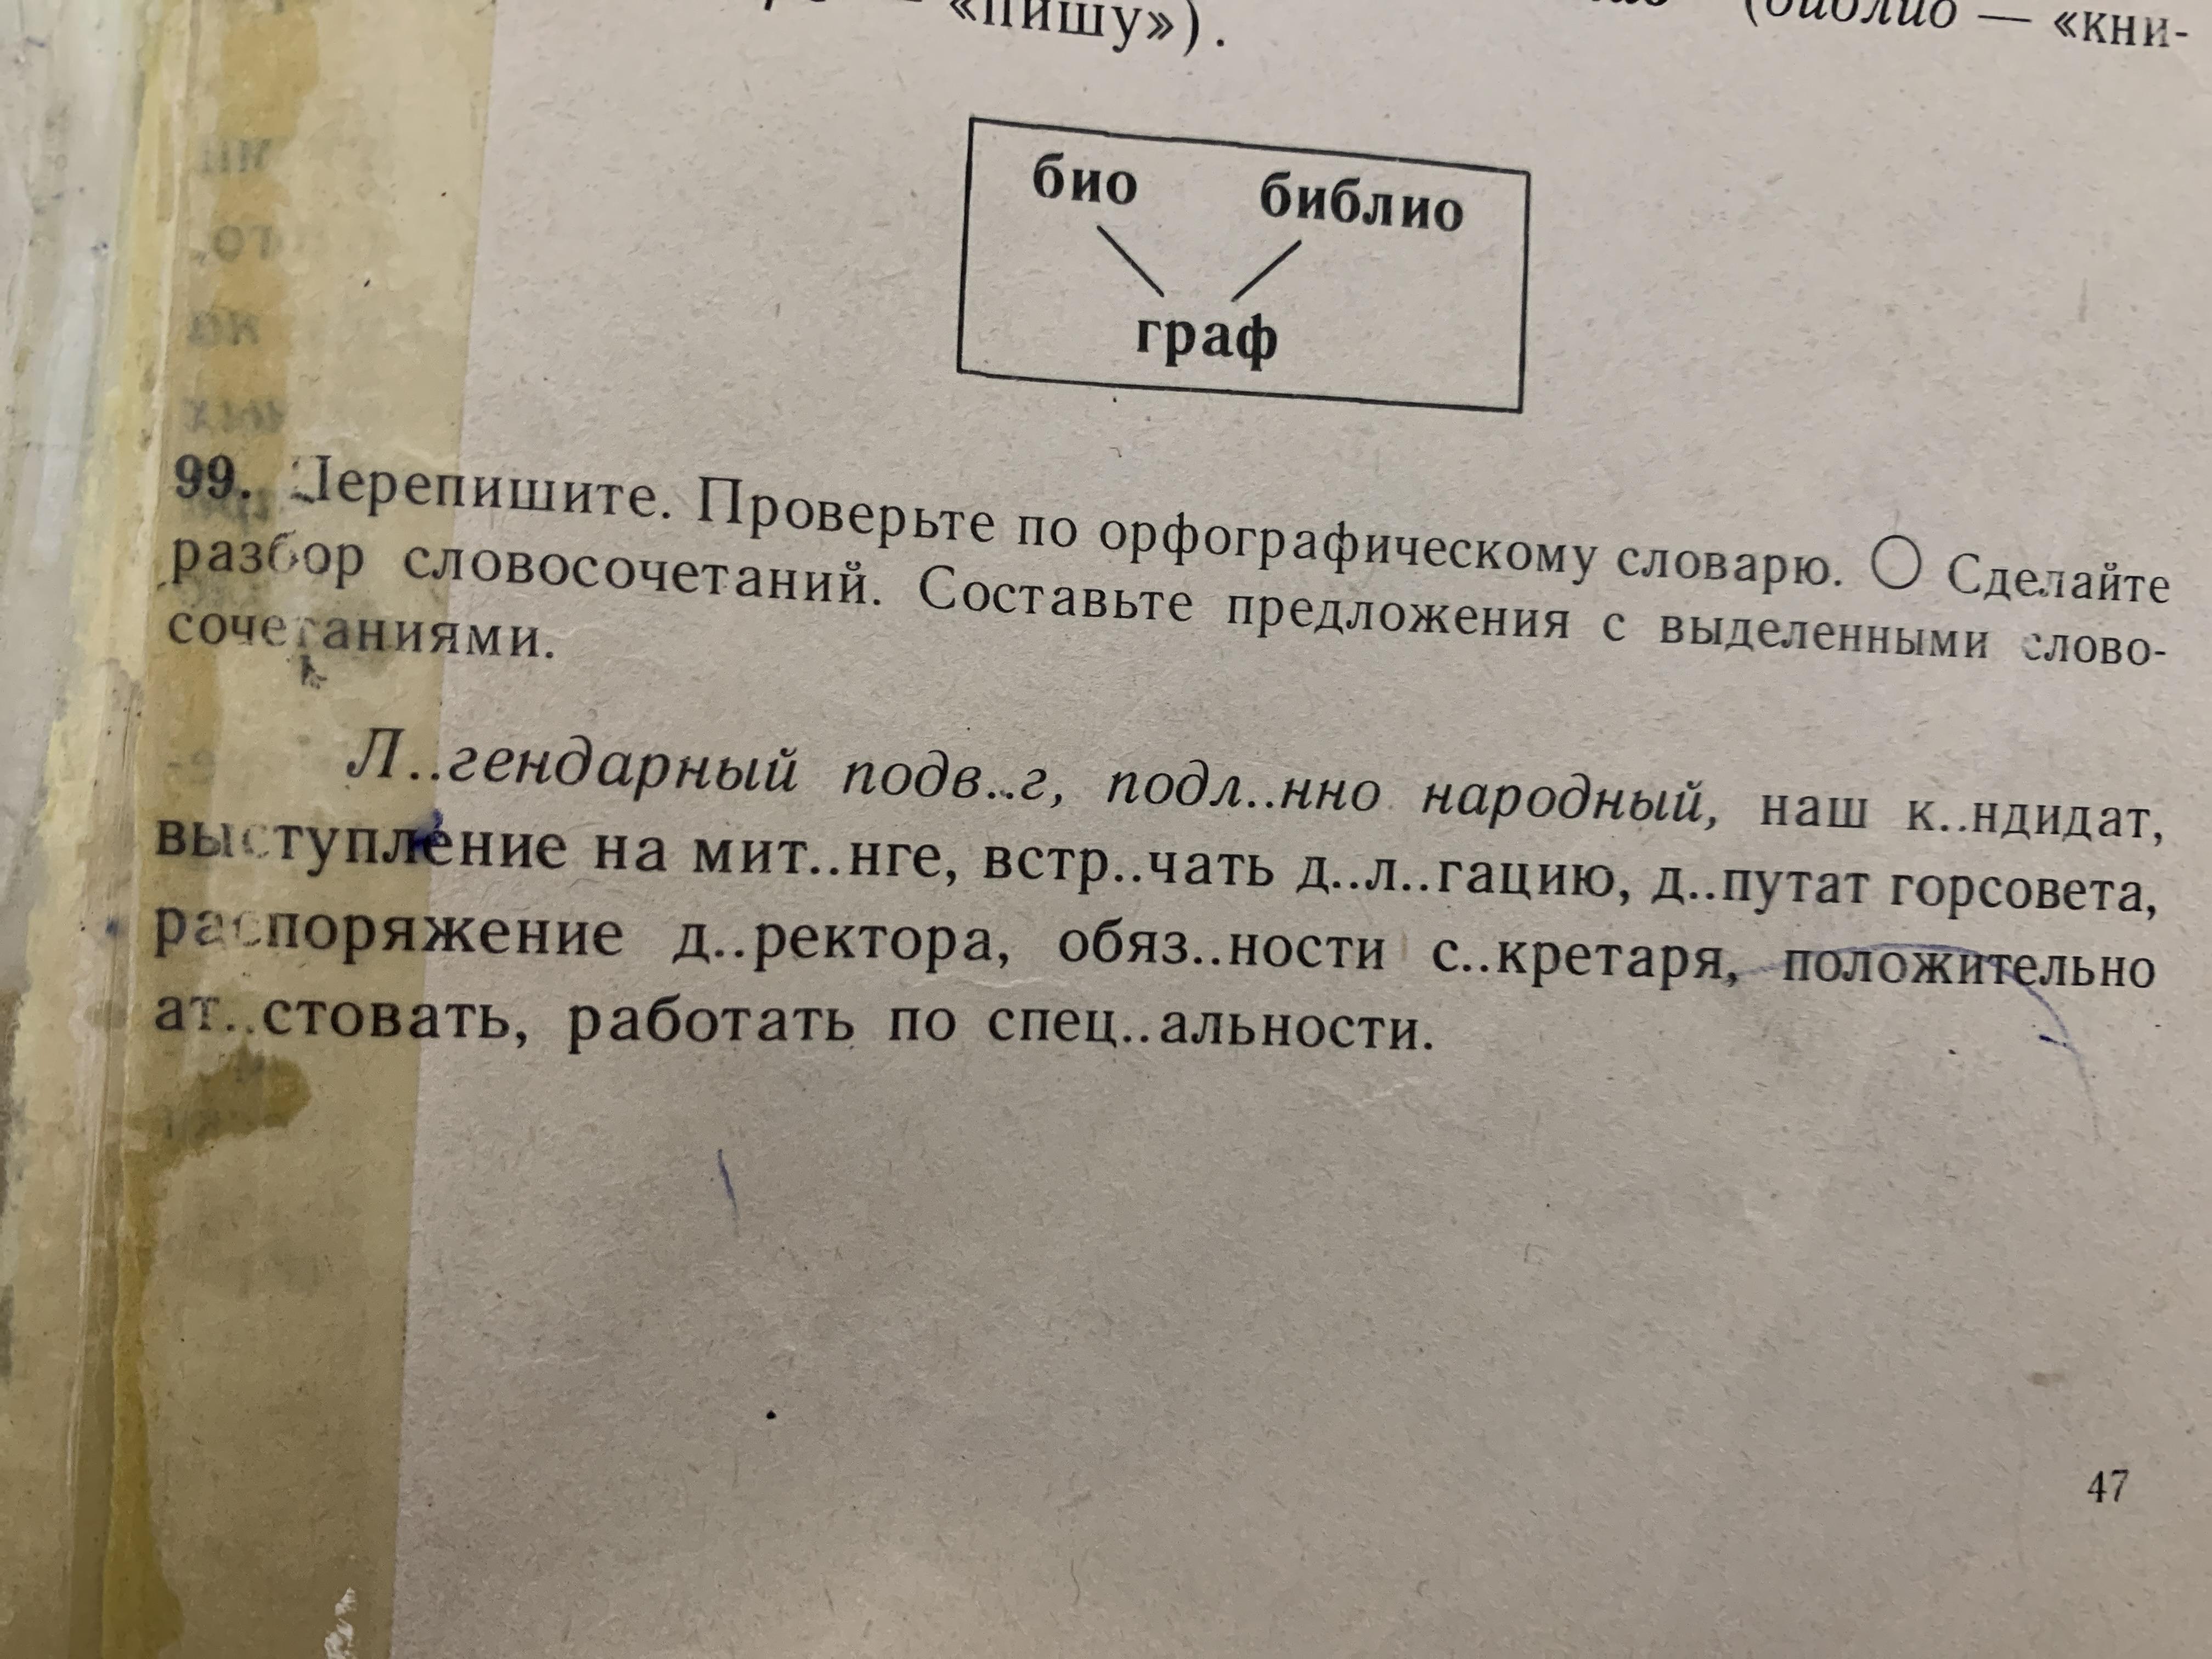 «пишу»). (библио — «кни-
био библио
граф
99. Перепишите. Проверьте по орфографическому словарю. ○ Сделайте
разбор словосочетаний. Составьте предложения с выделенными слово-
сочетаниями.
Л..гендарный подв..г, подл..нно народный, наш к..ндидат,
выступление на мит..нге, встр..чать д..л..гацию, д..путат горсовета,
распоряжение д..ректора, обяз..ности с..кретаря, положительно
ат..стовать, работать по спец..альности.
47